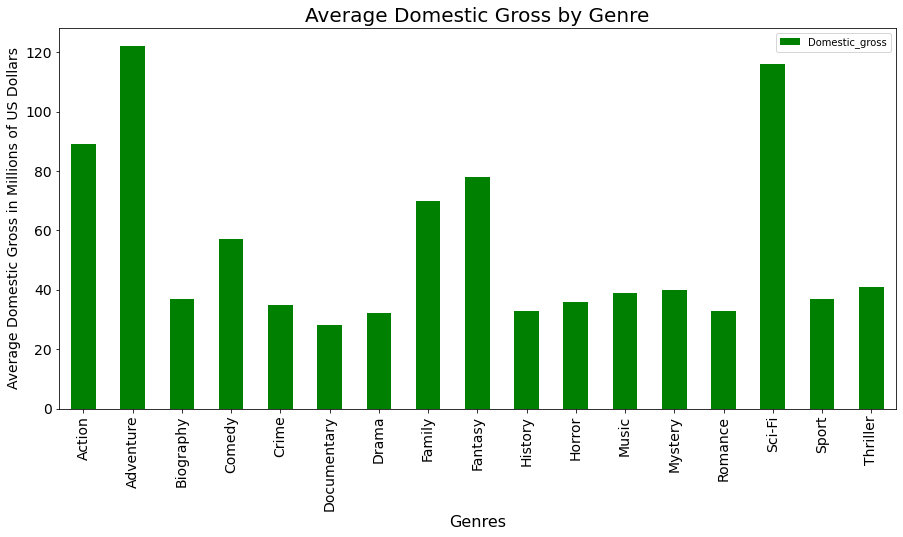 Average Domestic Gross by Genre
Domestic_gross
Average Domestic Gross in Millions of US Dollars
120
100
80
60
40
20
0
Action
Adventure
Biography
Comedy
Crime
Documentary
Drama
Family
Fantasy
History
Horror
Music
Mystery
Romance
Sci-Fi
Sport
Thriller
Genres